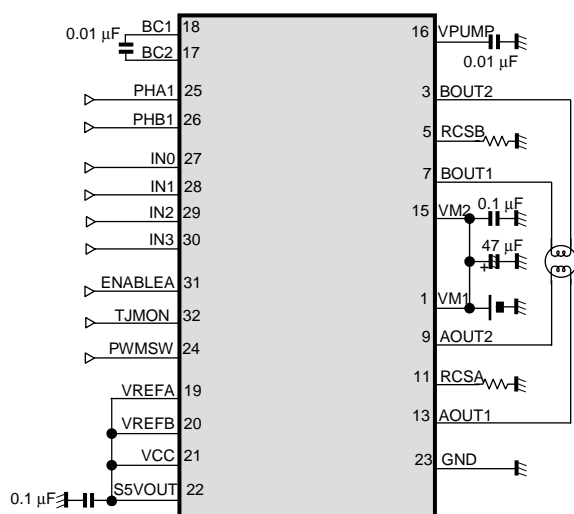 0.01 µF
BC1 18
BC2 17
PHA1 25
PHB1 26
IN0 27
IN1 28
IN2 29
IN3 30
ENABLEA 31
TJMON 32
PWMSW 24
VREFA 19
VREFB 20
VCC 21
S5VOUT 22
0.1 µF
16 VPUMP
0.01 µF
3 BOUT2
5 RCSB
7 BOUT1
0.1 µF
15 VM2
47 µF
+
1 VM1
9 AOUT2
11 RCSA
13 AOUT1
23 GND